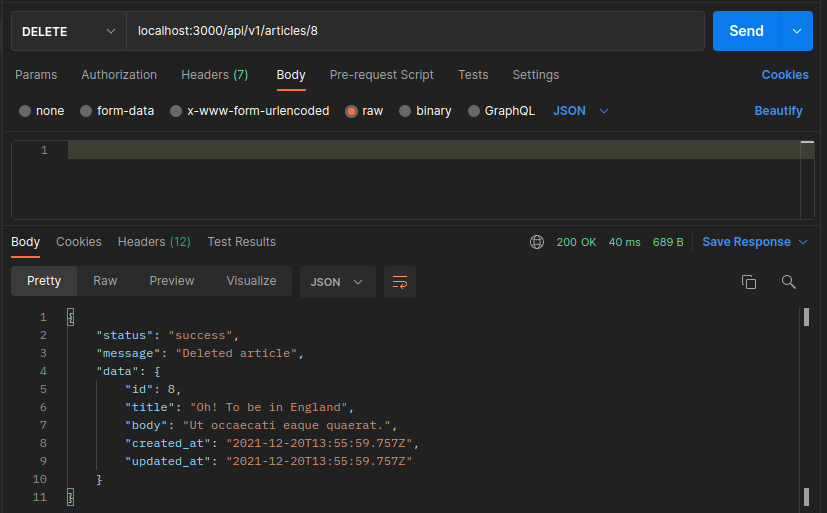 DELETE localhost:3000/api/v1/articles/8 Send
Params Authorization Headers (7) Body Pre-request Script Tests Settings Cookies
none form-data x-www-form-urlencoded raw binary GraphQL JSON Beautify
1
Body Cookies Headers (12) Test Results 200 OK 40 ms 689 B Save Response
Pretty Raw Preview Visualize JSON
1 {
2 "status": "success",
3 "message": "Deleted article",
4 "data": {
5 "id": 8,
6 "title": "Oh! To be in England",
7 "body": "Ut occaecati eaque quaerat.",
8 "created_at": "2021-12-20T13:55:59.757Z",
9 "updated_at": "2021-12-20T13:55:59.757Z"
10 }
11 }